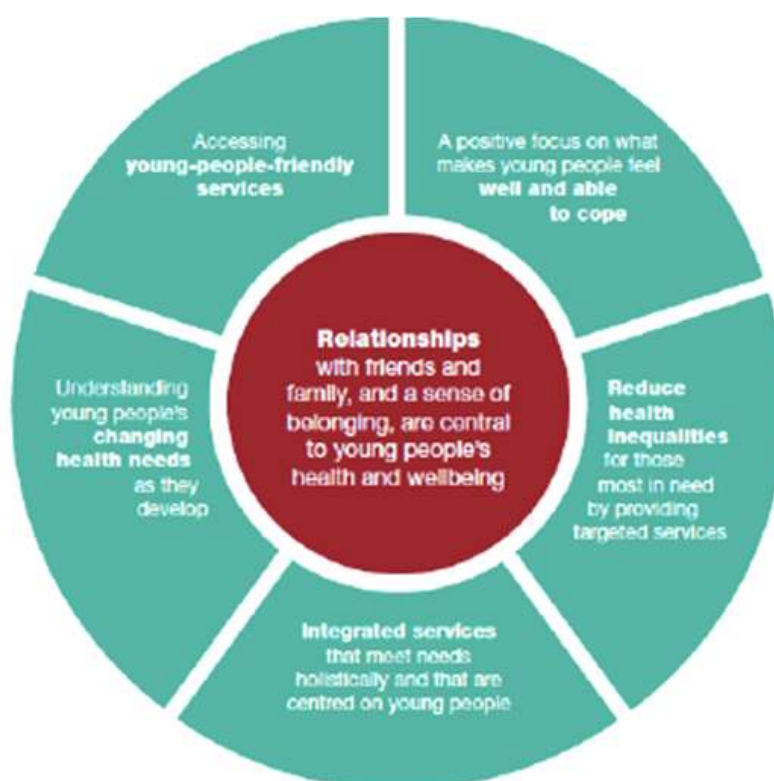 Relationships
with friends and
family, and a sense of
belonging, are central
to young people's
health and wellbeing
A positive focus on what
makes young people feel
well and able
to cope
Reduce
health
inequalities
for those
most in need
by providing
targeted services
Integrated services
that meet needs
holistically and that are
centred on young people
Understanding
young people's
changing
health needs
as they
develop
Accessing
young-people-friendly
services